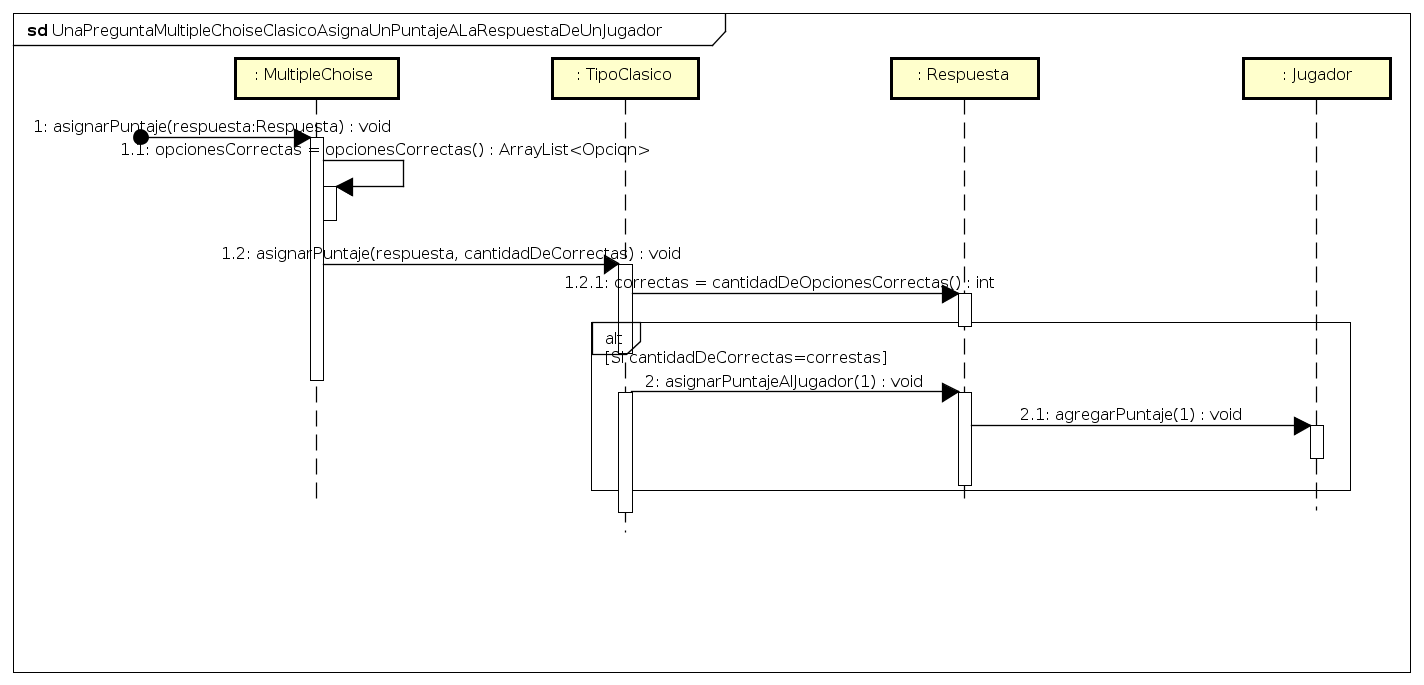 sd UnaPreguntaMultipleChoiseClasicoAsignaUnPuntajeALaRespuestaDeUnJugador
: MultipleChoise
: TipoClasico
: Respuesta
: Jugador
1: asignarPuntaje(respuesta:Respuesta) : void
1.1: opcionesCorrectas = opcionesCorrectas() : ArrayList<Opcion>
1.2: asignarPuntaje(respuesta, cantidadDeCorrectas) : void
1.2.1: correctas = cantidadDeOpcionesCorrectas() : int
alt
[Si cantidadDeCorrectas=correstas]
2: asignarPuntajeAlJugador(1) : void
2.1: agregarPuntaje(1) : void